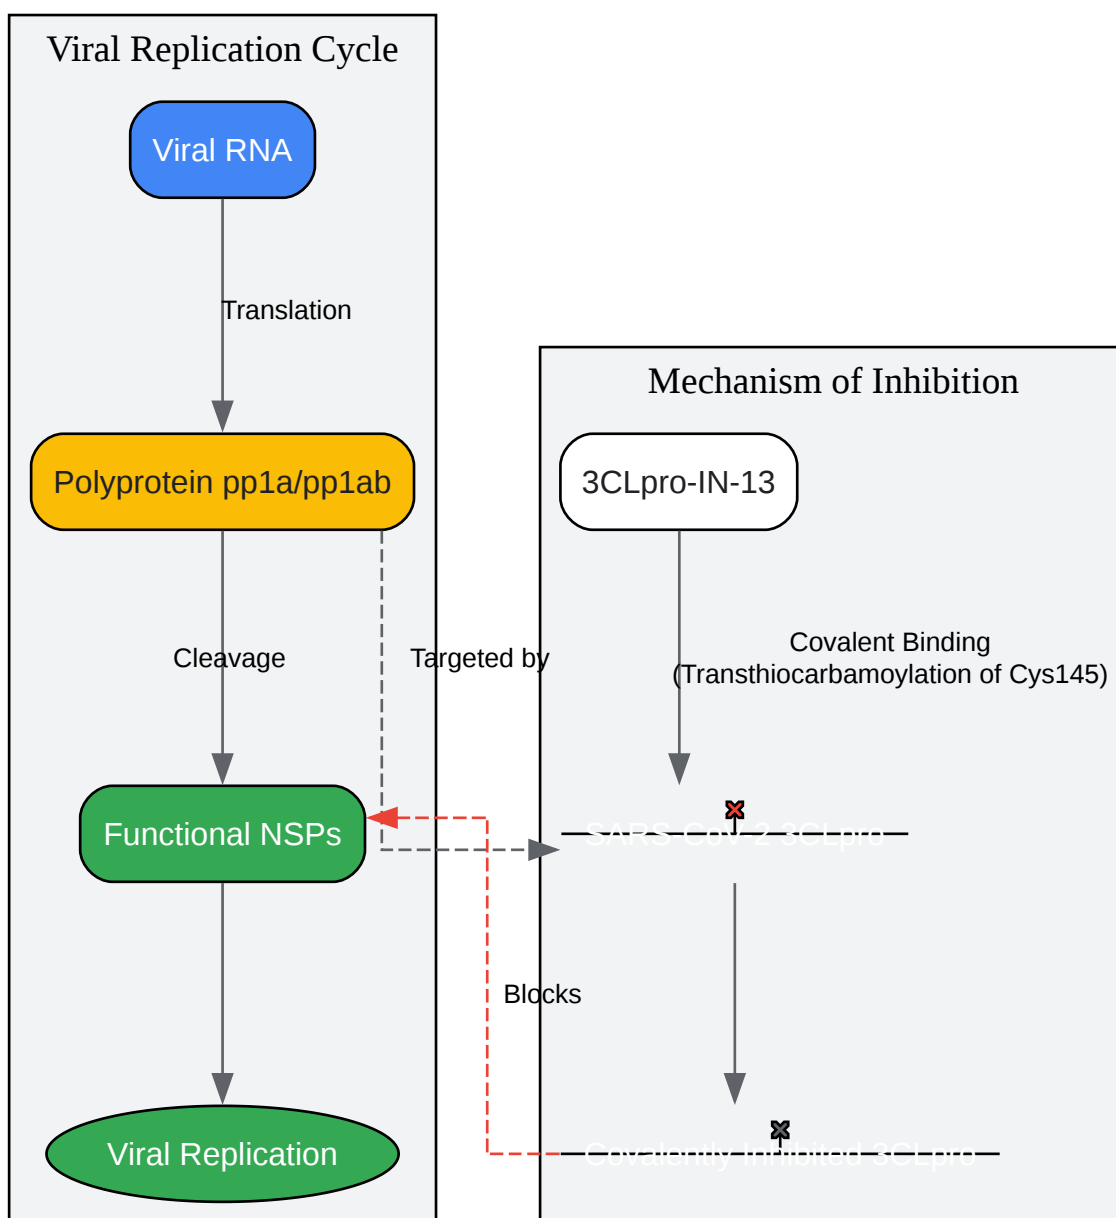 Viral Replication Cycle
Viral RNA
Translation
Polyprotein pp1a/pp1ab
Cleavage
Targeted by
Functional NSPs
Blocks
Viral Replication
Mechanism of Inhibition
3CLpro-IN-13
Covalent Binding
(Transthiocarbamoylation of Cys145)
SARS-CoV-2 3CLpro
Covalently Inhibited 3CLpro